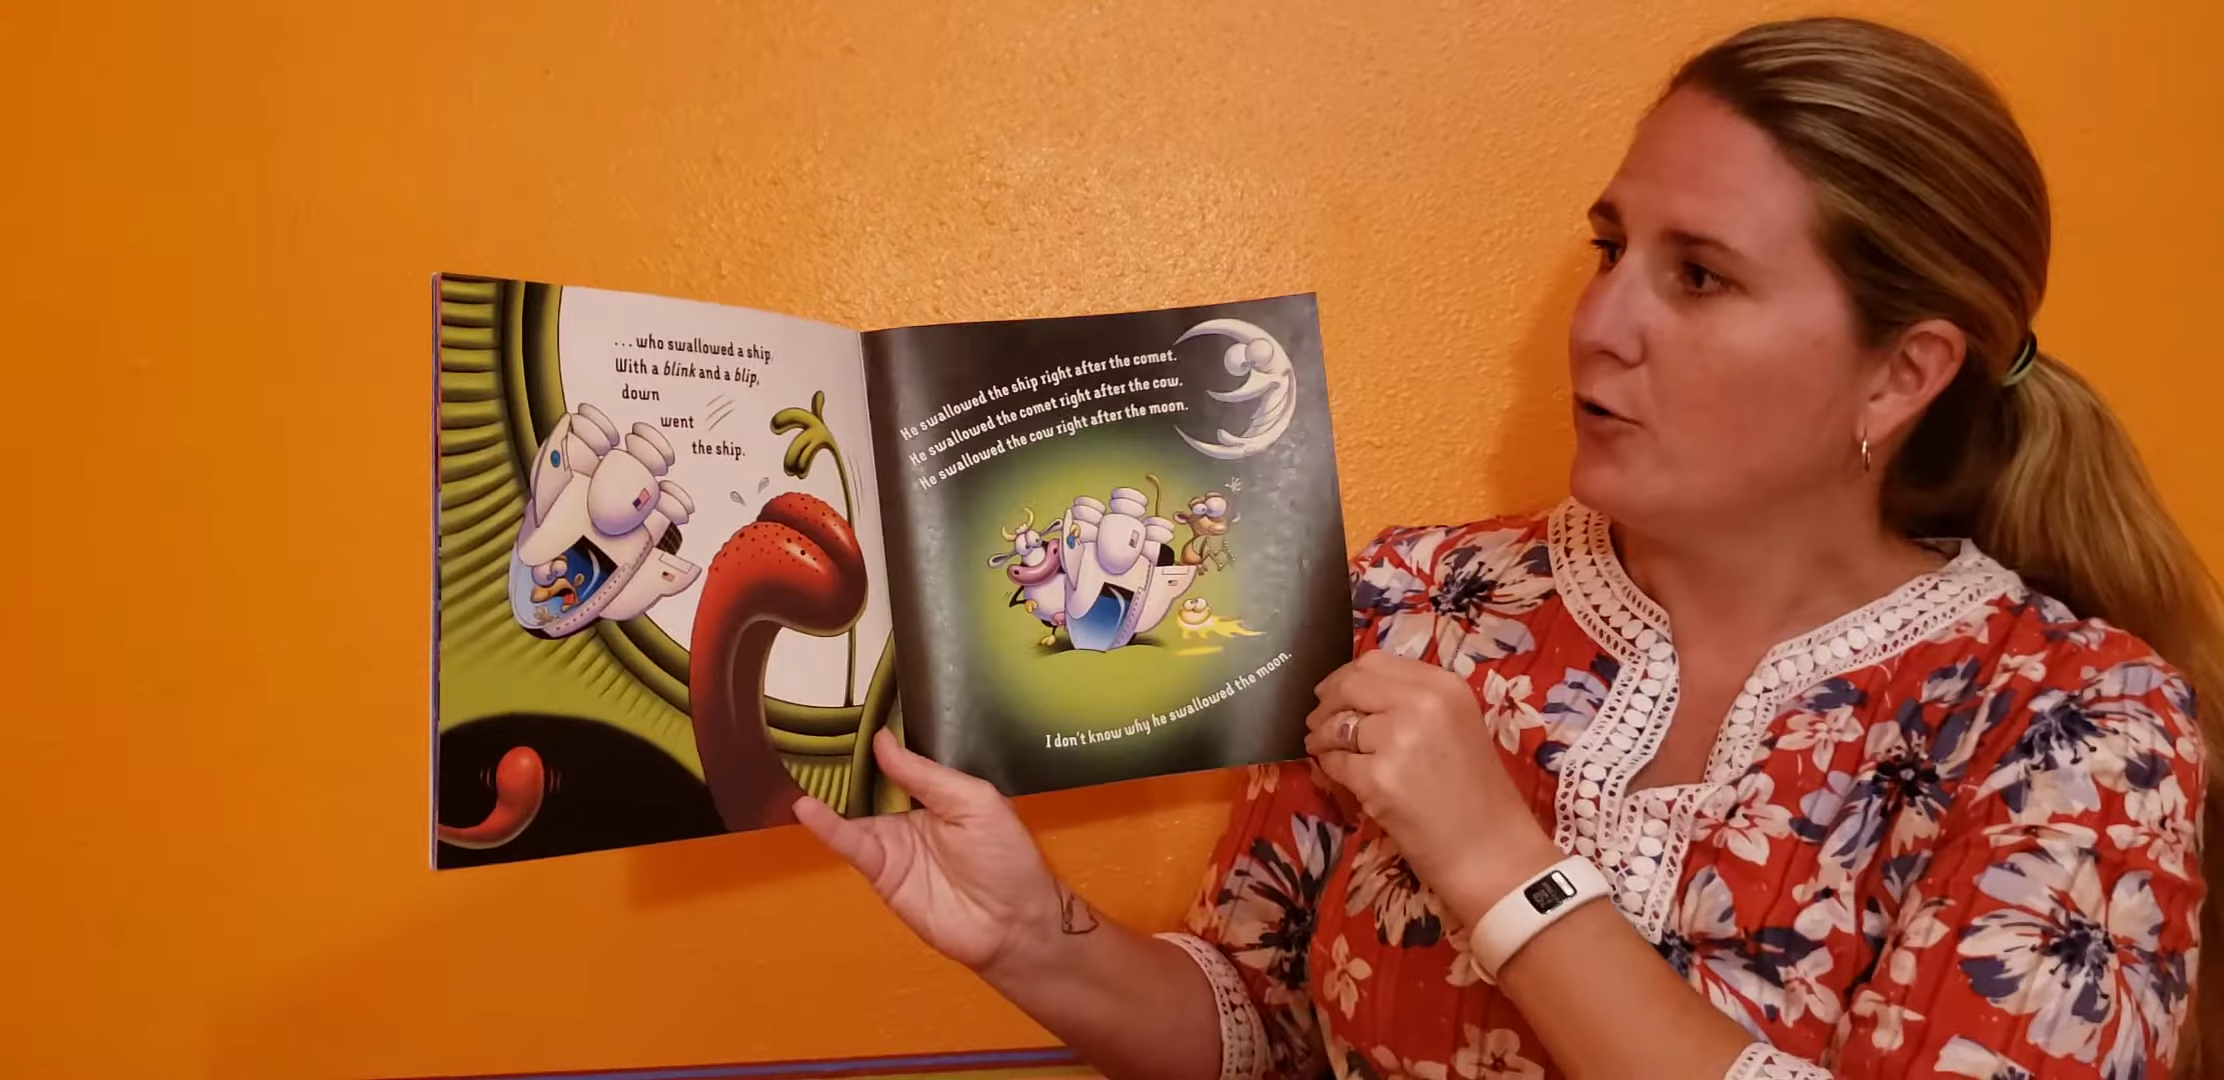 ...who swallowed a ship.
With a blink and a blip,
down
went
the ship.
He swallowed the ship right after the comet.
He swallowed the comet right after the cow.
He swallowed the cow right after the moon.
I don't know why he swallowed the moon.